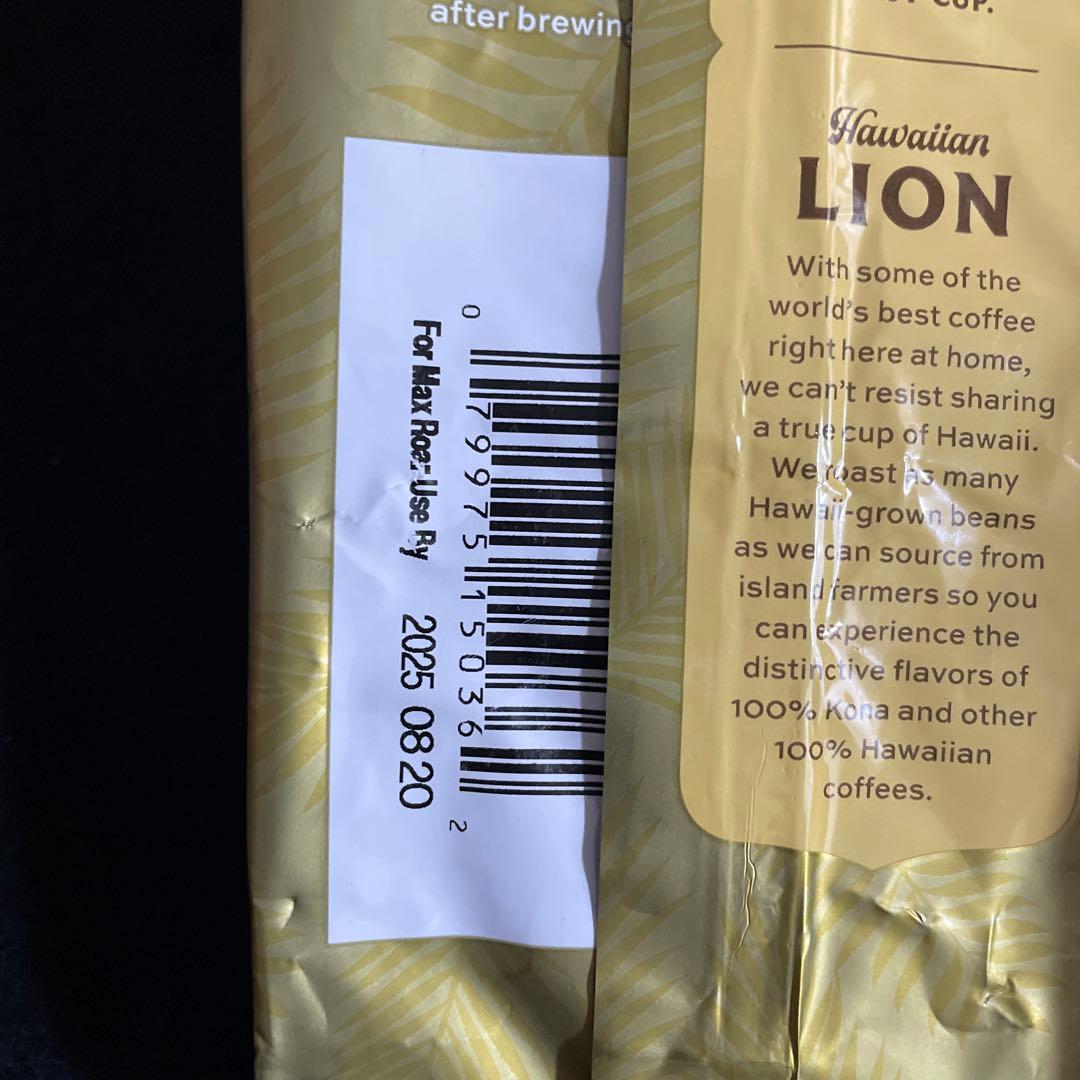 after brewing
CUP.
Hawaiian
LION
With some of the
world's best coffee
right here at home,
we can't resist sharing
a true cup of Hawaii.
We roast as many
Hawaii-grown beans
as we can source from
island farmers so you
can experience the
distinctive flavors of
100% Kona and other
100% Hawaiian
coffees.
For Max Roar Use By 2025 08 20
0 79975 15036 2